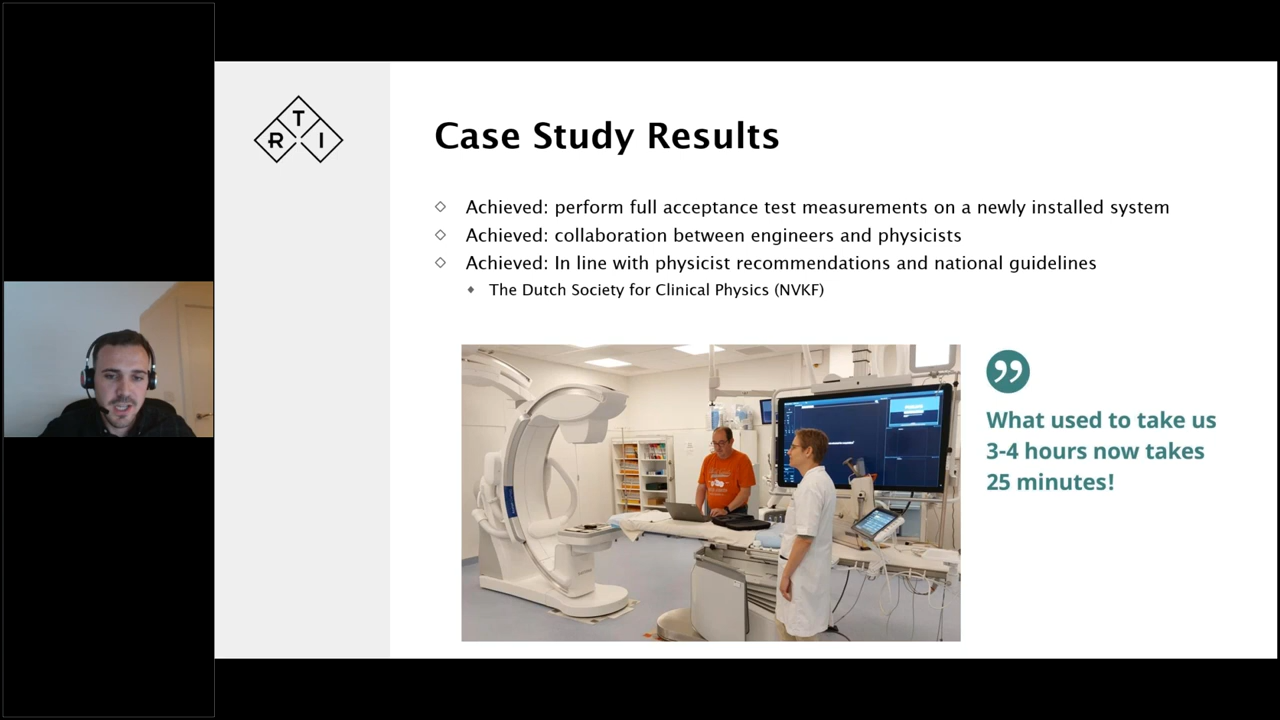 T
R I
Case Study Results
Achieved: perform full acceptance test measurements on a newly installed system
Achieved: collaboration between engineers and physicists
Achieved: In line with physicist recommendations and national guidelines
The Dutch Society for Clinical Physics (NVKF)
What used to take us
3-4 hours now takes
25 minutes!